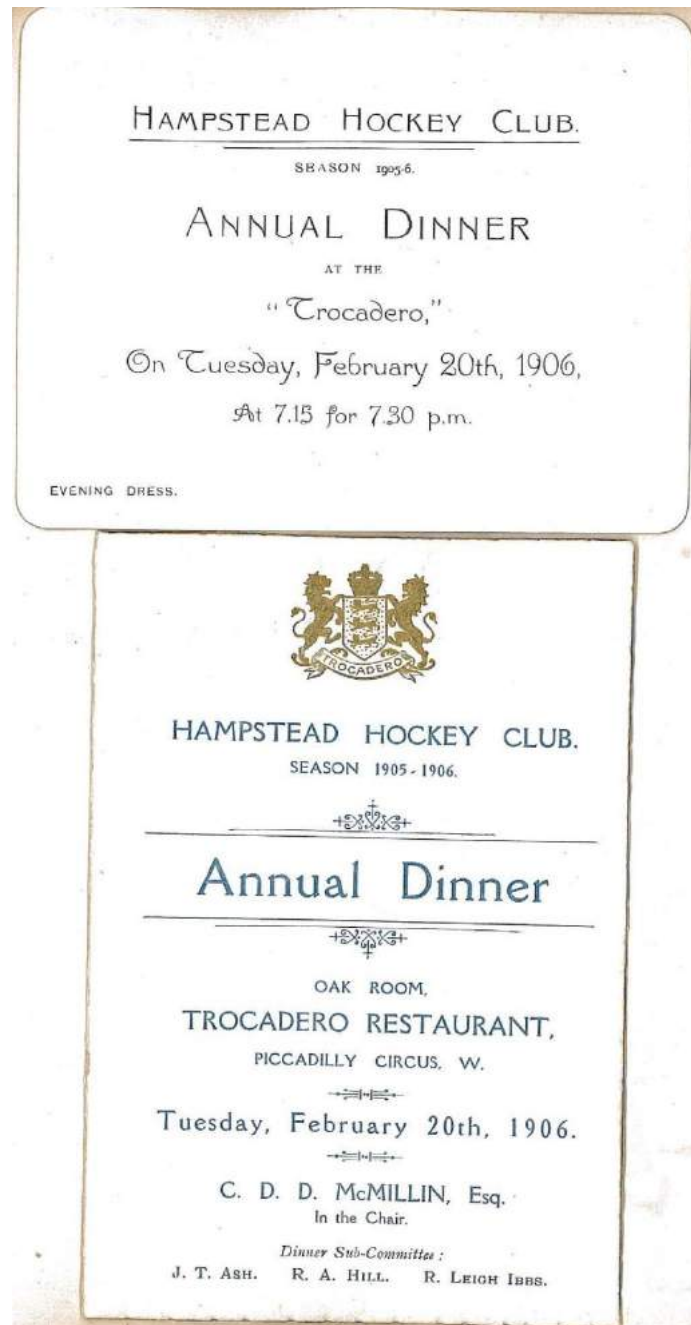 HAMPSTEAD HOCKEY CLUB.
SEASON 1905-6.
ANNUAL DINNER
AT THE
"Trocadero,"
On Tuesday, February 20th, 1906,
At 7.15 for 7.30 p.m.
EVENING DRESS.
TROCADERO
HAMPSTEAD HOCKEY CLUB.
SEASON 1905-1906.
Annual Dinner
OAK ROOM,
TROCADERO RESTAURANT,
PICCADILLY CIRCUS, W.
Tuesday, February 20th, 1906.
C. D. D. McMILLIN, Esq.
In the Chair.
Dinner Sub-Committee:
J. T. ASH. R. A. HILL. R. LEIGH IBBS.